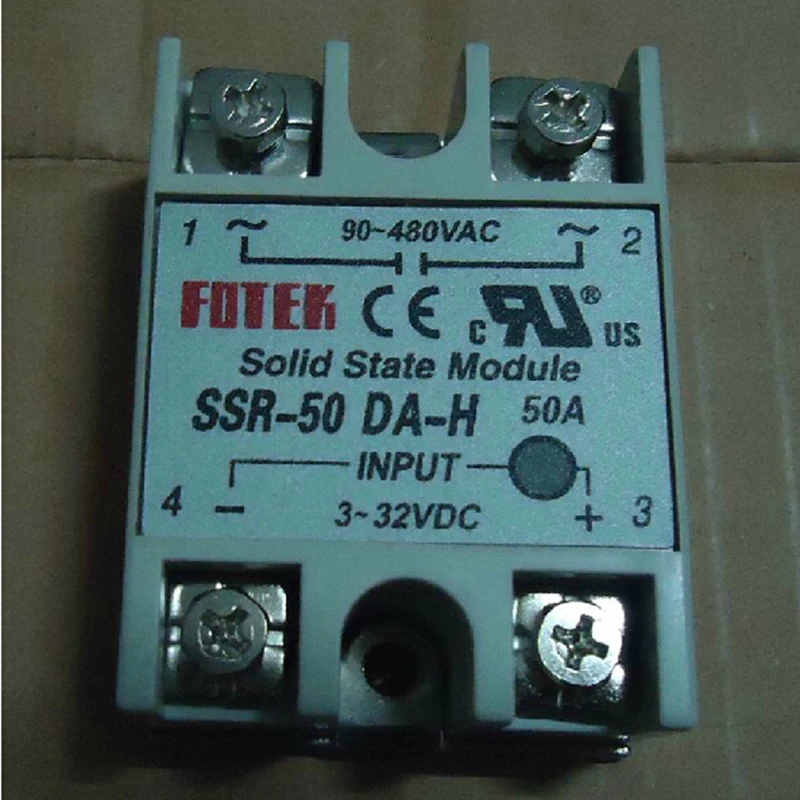 1 ~ 90~480VAC ~ 2
FOTEK CE c RU® US
Solid State Module
SSR-50 DA-H 50A
INPUT
4 − 3~32VDC + 3